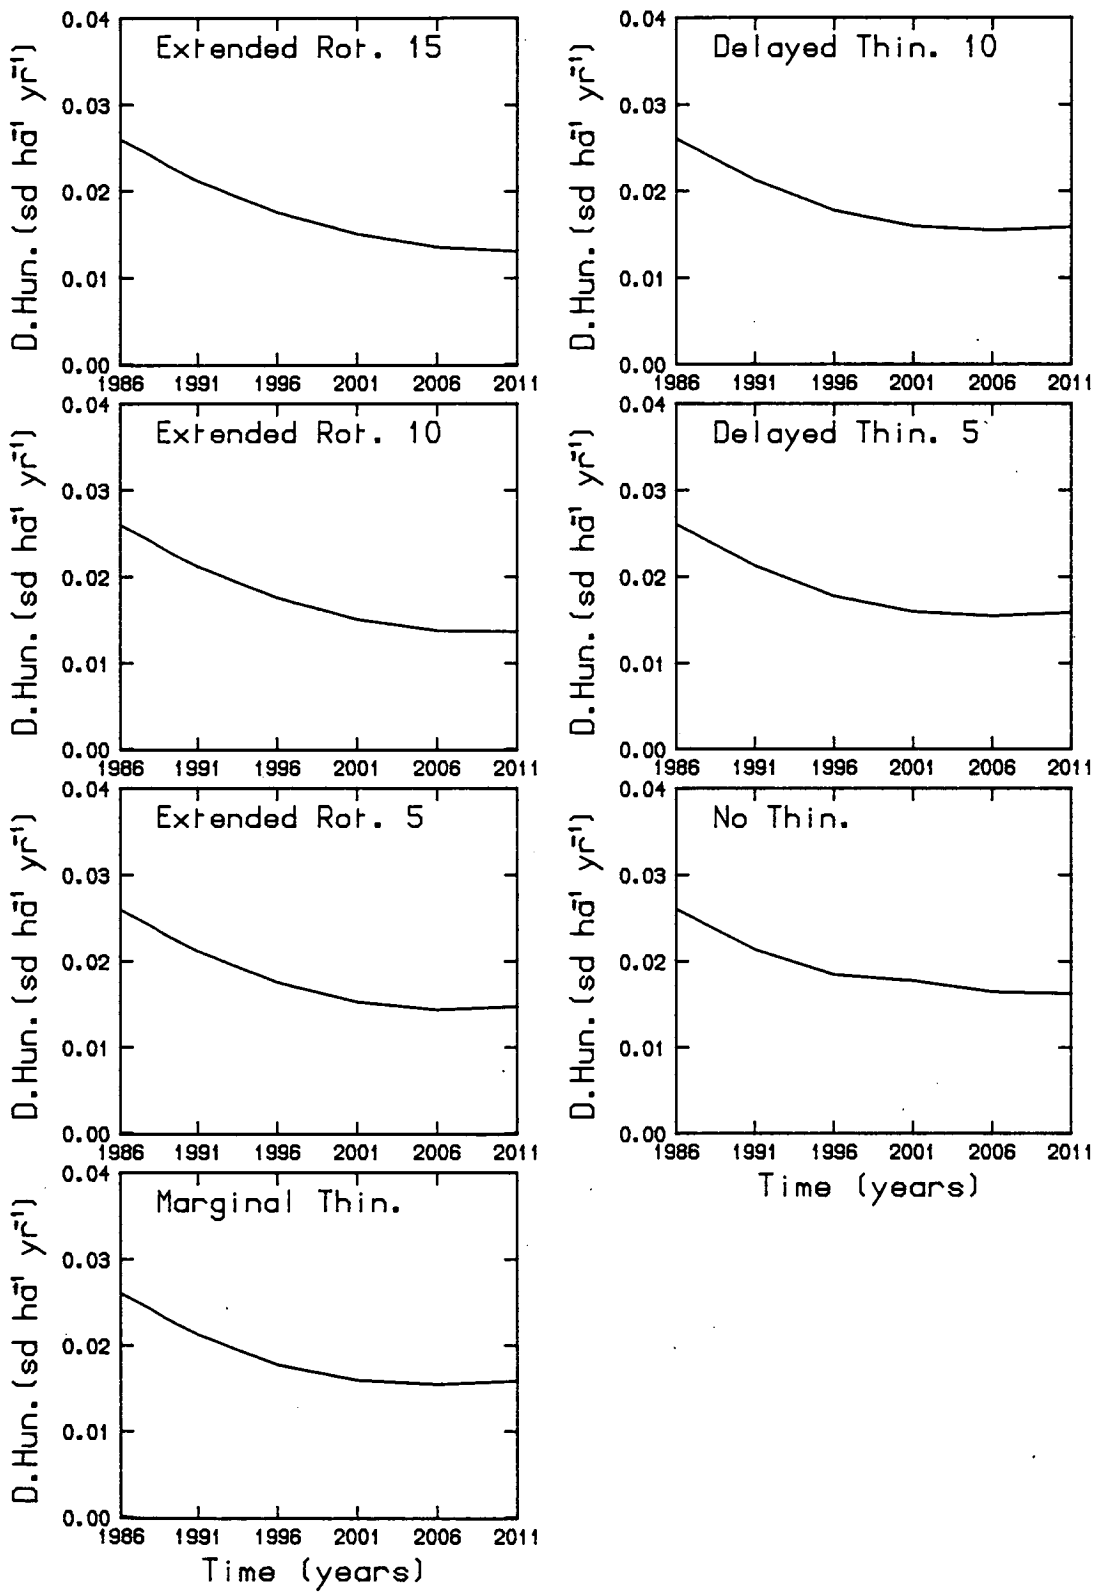 Extended Rot. 15
D.Hun.(sd ha⁻¹ yr⁻¹)
0.04
0.03
0.02
0.01
0.00
1986 1991 1996 2001 2006 2011
Delayed Thin. 10
D.Hun.(sd ha⁻¹ yr⁻¹)
0.04
0.03
0.02
0.01
0.00
1986 1991 1996 2001 2006 2011
Extended Rot. 10
D.Hun.(sd ha⁻¹ yr⁻¹)
0.04
0.03
0.02
0.01
0.00
1986 1991 1996 2001 2006 2011
Delayed Thin. 5
D.Hun.(sd ha⁻¹ yr⁻¹)
0.04
0.03
0.02
0.01
0.00
1986 1991 1996 2001 2006 2011
Extended Rot. 5
D.Hun.(sd ha⁻¹ yr⁻¹)
0.04
0.03
0.02
0.01
0.00
1986 1991 1996 2001 2006 2011
No Thin.
D.Hun.(sd ha⁻¹ yr⁻¹)
0.04
0.03
0.02
0.01
0.00
1986 1991 1996 2001 2006 2011
Time (years)
Marginal Thin.
D.Hun.(sd ha⁻¹ yr⁻¹)
0.04
0.03
0.02
0.01
0.00
1986 1991 1996 2001 2006 2011
Time (years)